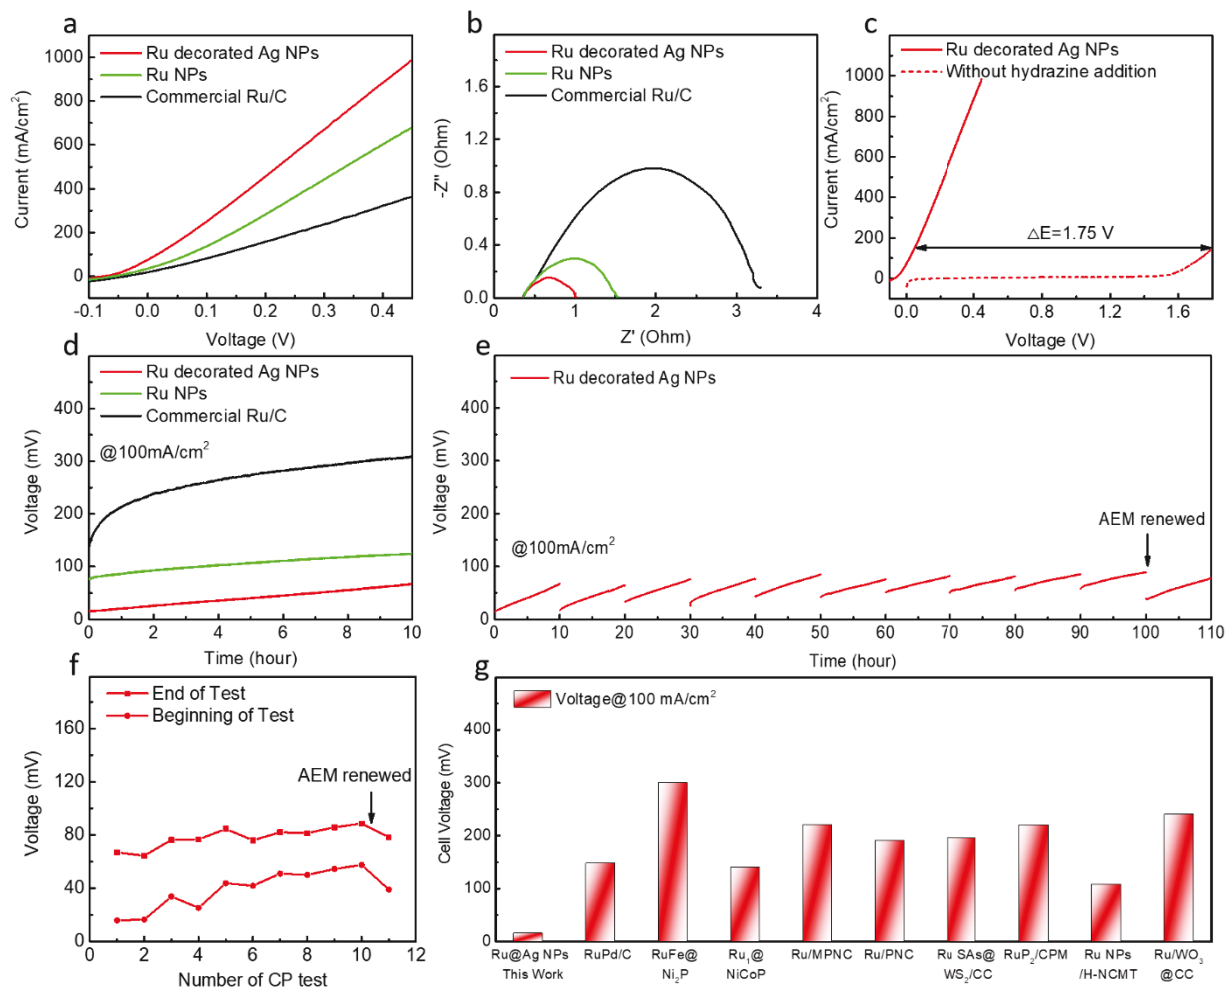 a
Ru decorated Ag NPs
Ru NPs
Commercial Ru/C
1000
800
600
400
200
0
-0.1
0.0
0.1
0.2
0.3
0.4
Current (mA/cm²)
Voltage (V)
b
Ru decorated Ag NPs
Ru NPs
Commercial Ru/C
1.8
1.2
0.8
0.4
0.0
0
1
2
3
4
-Z" (Ohm)
Z' (Ohm)
c
Ru decorated Ag NPs
Without hydrazine addition
1000
800
600
400
200
0
0.0
0.4
0.8
1.2
1.6
Current (mA/cm²)
△E=1.75 V
Voltage (V)
d
Ru decorated Ag NPs
Ru NPs
Commercial Ru/C
@100mA/cm²
400
300
200
100
0
0
2
4
6
8
10
Voltage (mV)
Time (hour)
e
Ru decorated Ag NPs
@100mA/cm²
AEM renewed
400
300
200
100
0
0
10
20
30
40
50
60
70
80
90
100
110
Voltage (mV)
Time (hour)
f
End of Test
Beginning of Test
AEM renewed
160
120
80
40
0
0
2
4
6
8
10
12
Voltage (mV)
Number of CP test
g
Voltage@100 mA/cm²
400
300
200
100
0
Cell Voltage (mV)
Ru@Ag NPs
This Work
RuPd/C
RuFe@
Ni₂P
Ru₁@
NiCoP
Ru/MPNC
Ru/PNC
Ru SAs@
WS₂/CC
RuP₂/CPM
Ru NPs
/H-NCMT
Ru/WO₃
@CC